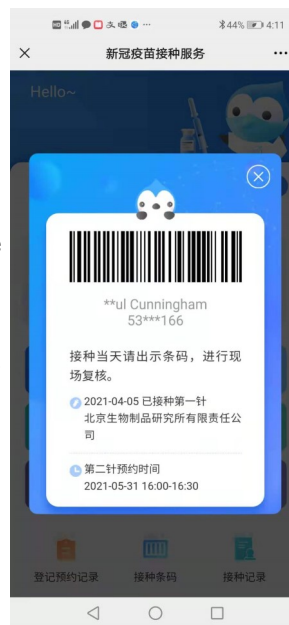 44% 4:11
新冠疫苗接种服务
Hello~
**ul Cunningham
53***166
接种当天请出示条码，进行现
场复核。
2021-04-05 已接种第一针
北京生物制品研究所有限责任公
司
第二针预约时间
2021-05-31 16:00-16:30
登记预约记录 接种条码 接种记录